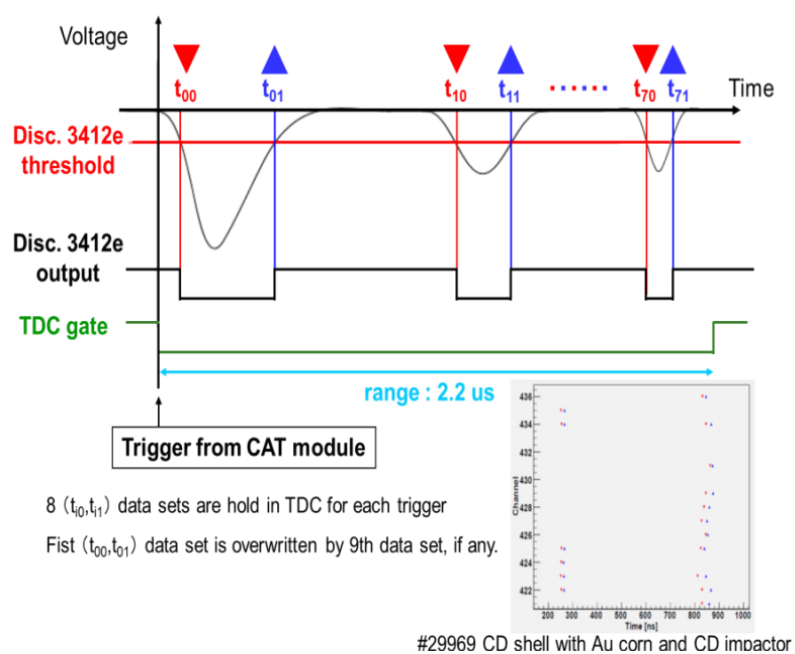 Voltage
t00 t01 t10 t11 t70 t71 Time
Disc. 3412e
threshold
Disc. 3412e
output
TDC gate
range : 2.2 us
Trigger from CAT module
8 (ti0,ti1) data sets are hold in TDC for each trigger
Fist (t00,t01) data set is overwritten by 9th data set, if any.
Channel
436
434
432
430
428
426
424
422
200 300 400 500 600 700 800 900 1000
Time [ns]
#29969 CD shell with Au corn and CD impactor